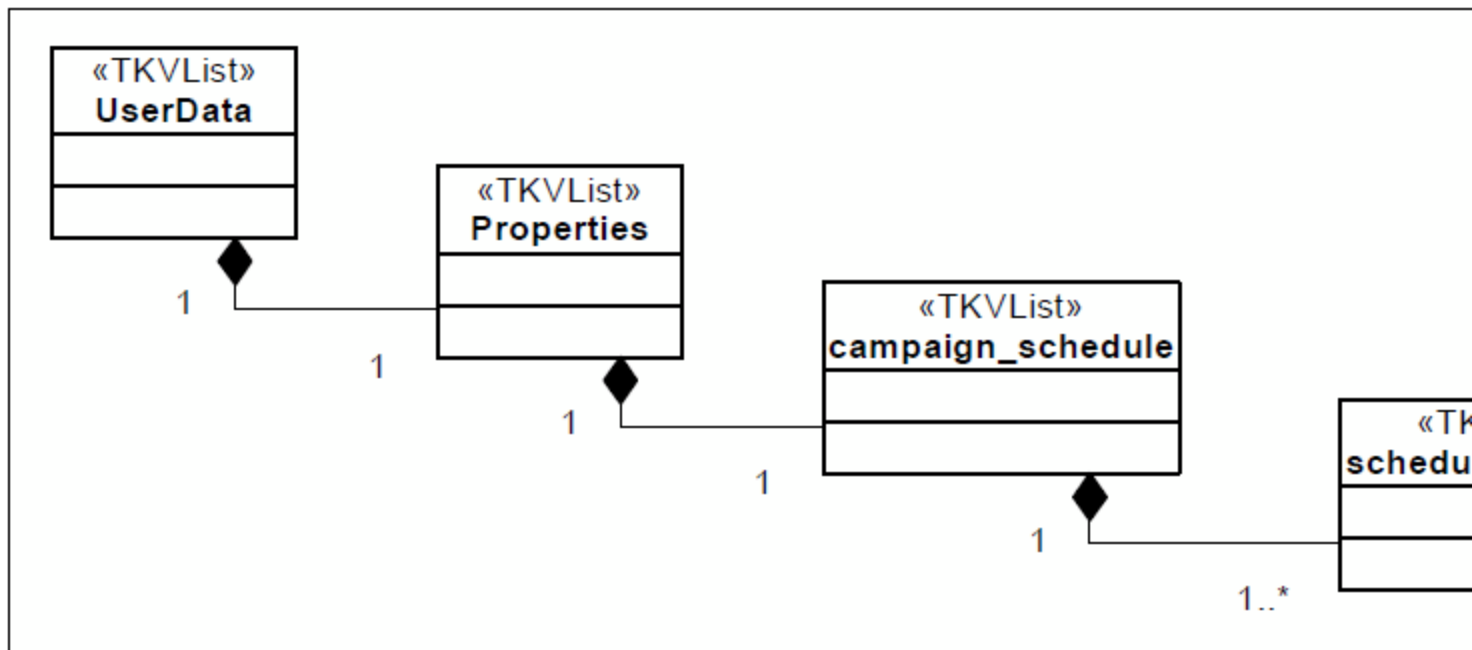 «TKVList»
UserData
«TKVList»
Properties
1
«TKVList»
campaign_schedule
1
1
1
1
1..*